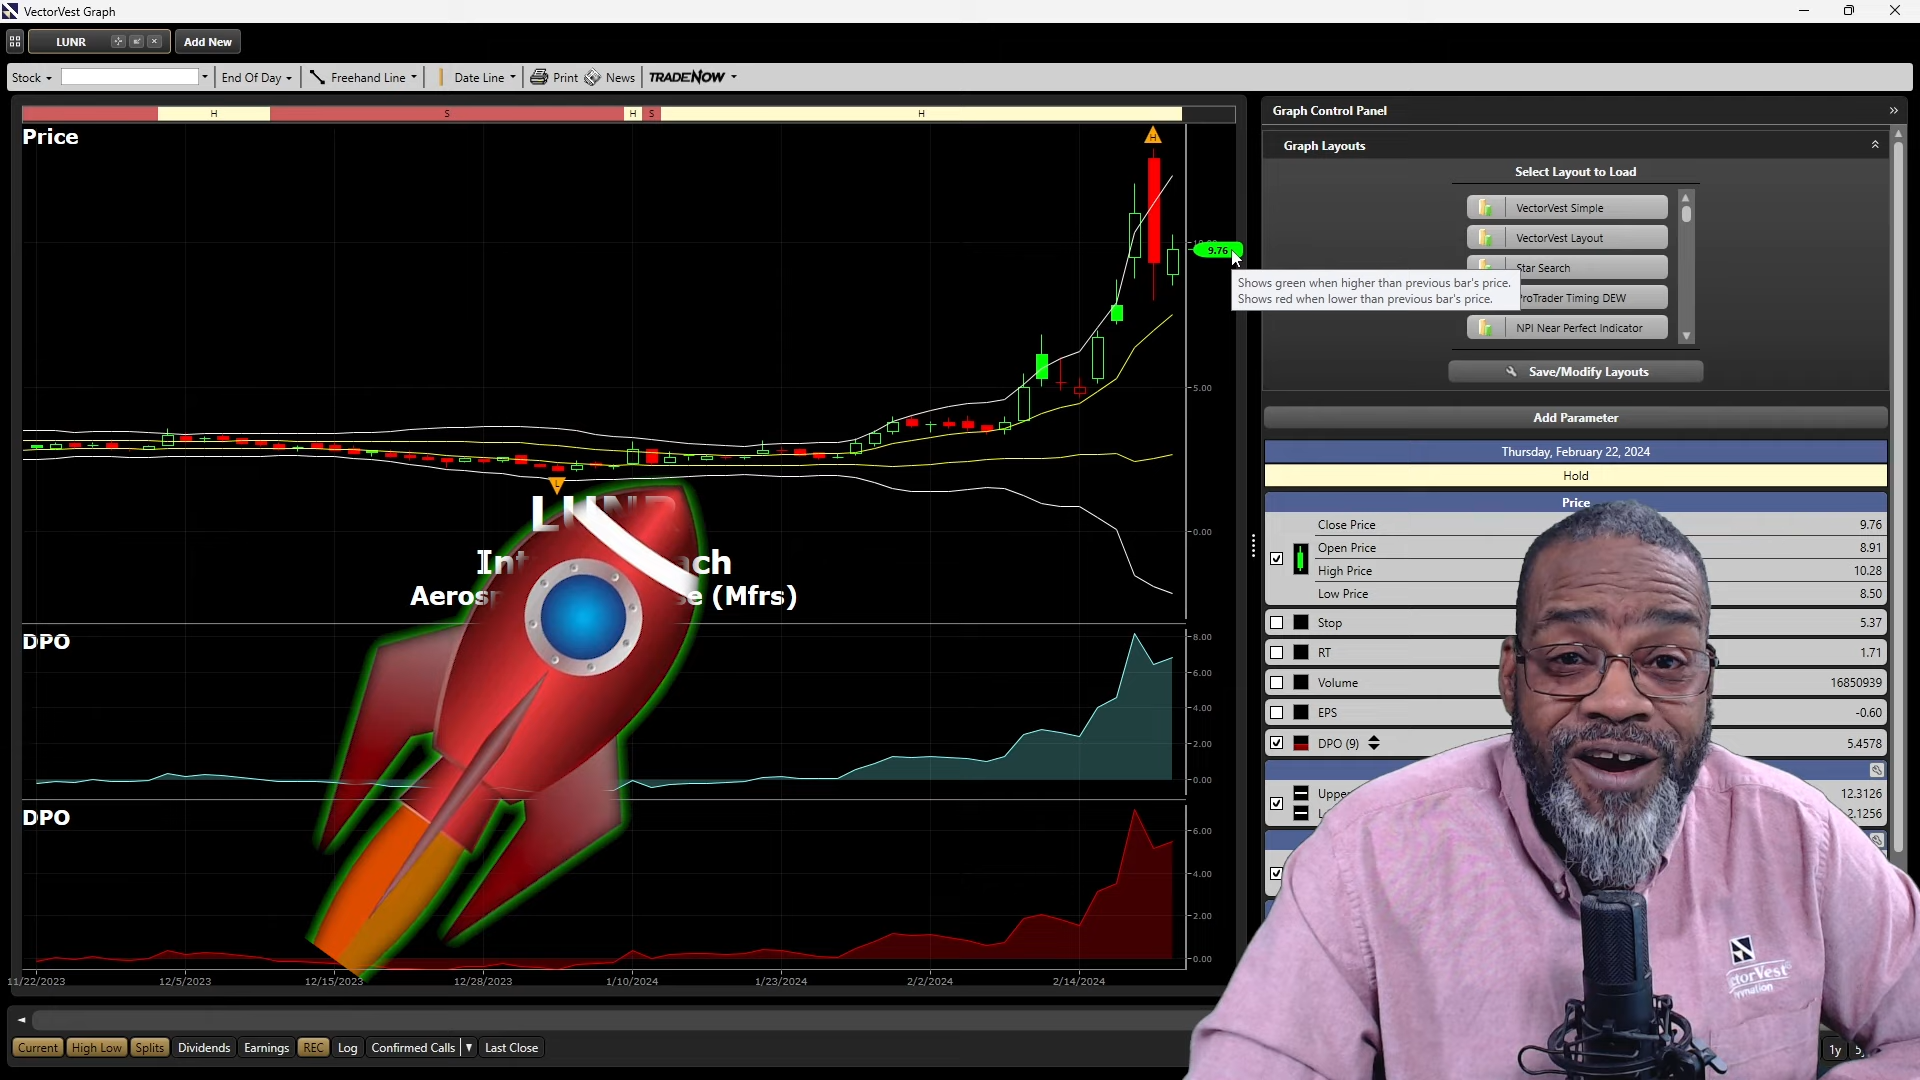 VectorVest Graph
LUNR
Add New
Stock
End Of Day
Freehand Line
Date Line
Print
News
TRADENOW
H
S
H
S
H
Price
H
9.76
5.00
0.00
L
Aeros
ach
e (Mfrs)
DPO
8.00
6.00
4.00
2.00
0.00
DPO
6.00
4.00
2.00
0.00
11/22/2023
12/5/2023
12/15/2023
12/28/2023
1/10/2024
1/23/2024
2/2/2024
2/14/2024
Current
High Low
Splits
Dividends
Earnings
REC
Log
Confirmed Calls
Last Close
Graph Control Panel
Graph Layouts
Select Layout to Load
VectorVest Simple
VectorVest Layout
Star Search
ProTrader Timing DEW
NPI Near Perfect Indicator
Shows green when higher than previous bar's price.
Shows red when lower than previous bar's price.
Save/Modify Layouts
Add Parameter
Thursday, February 22, 2024
Hold
Price
Close Price 9.76
Open Price 8.91
High Price 10.28
Low Price 8.50
Stop 5.37
RT 1.71
Volume 16850939
EPS -0.60
DPO (9) 5.4578
Upper 12.3126
2.1256
1y